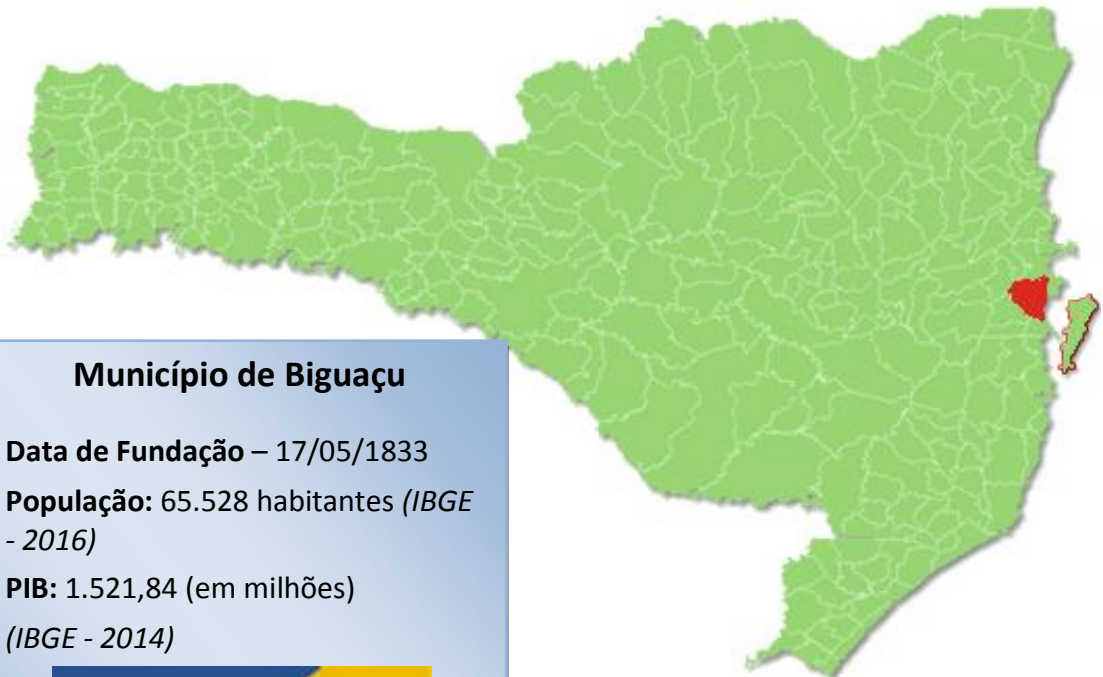 Município de Biguaçu
Data de Fundação – 17/05/1833
População: 65.528 habitantes (IBGE
- 2016)
PIB: 1.521,84 (em milhões)
(IBGE - 2014)